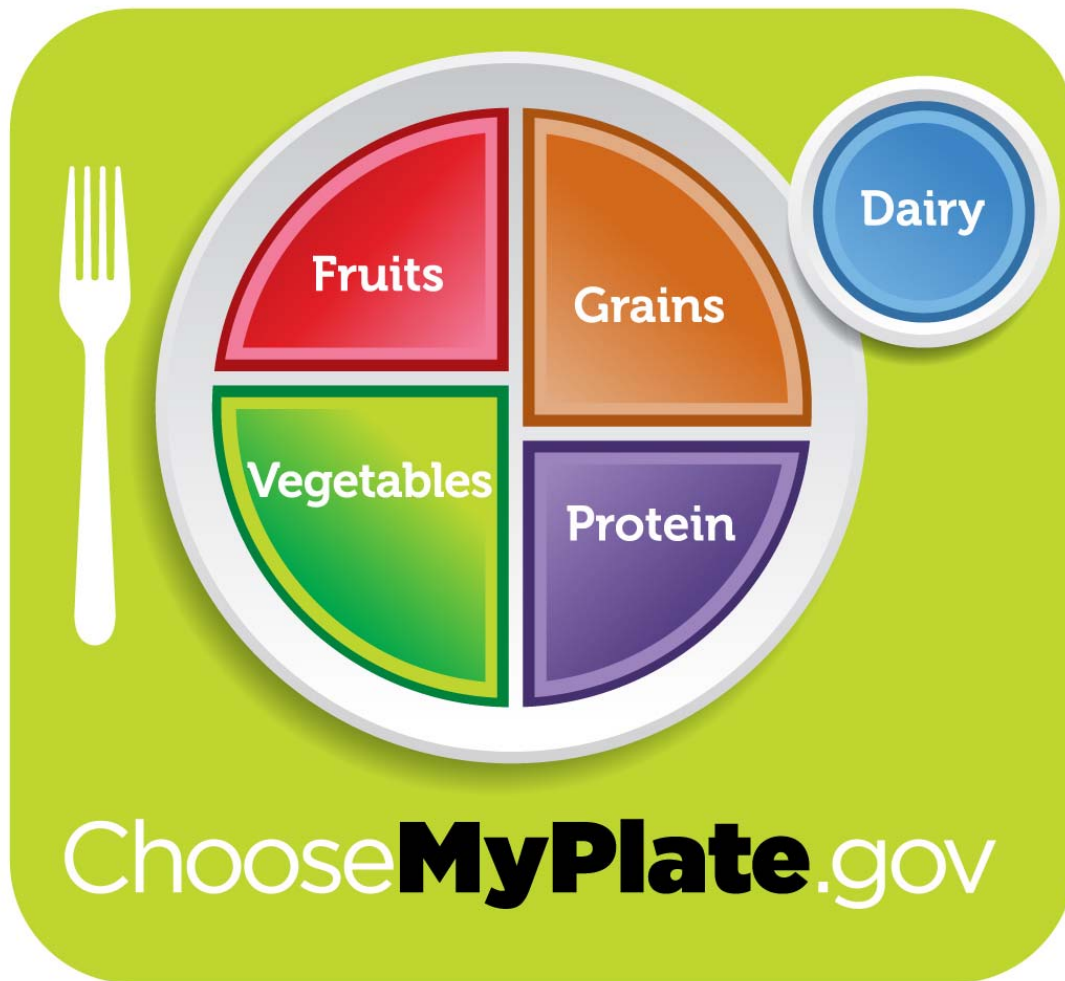 Fruits
Grains
Dairy
Vegetables
Protein
ChooseMyPlate.gov